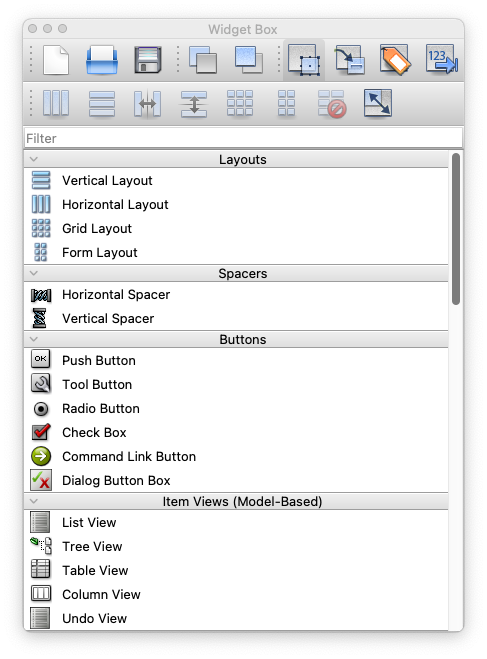 Widget Box
123
Filter
Layouts
Vertical Layout
Horizontal Layout
Grid Layout
Form Layout
Spacers
Horizontal Spacer
Vertical Spacer
Buttons
OK
Push Button
Tool Button
Radio Button
Check Box
Command Link Button
Dialog Button Box
Item Views (Model-Based)
List View
Tree View
Table View
Column View
Undo View